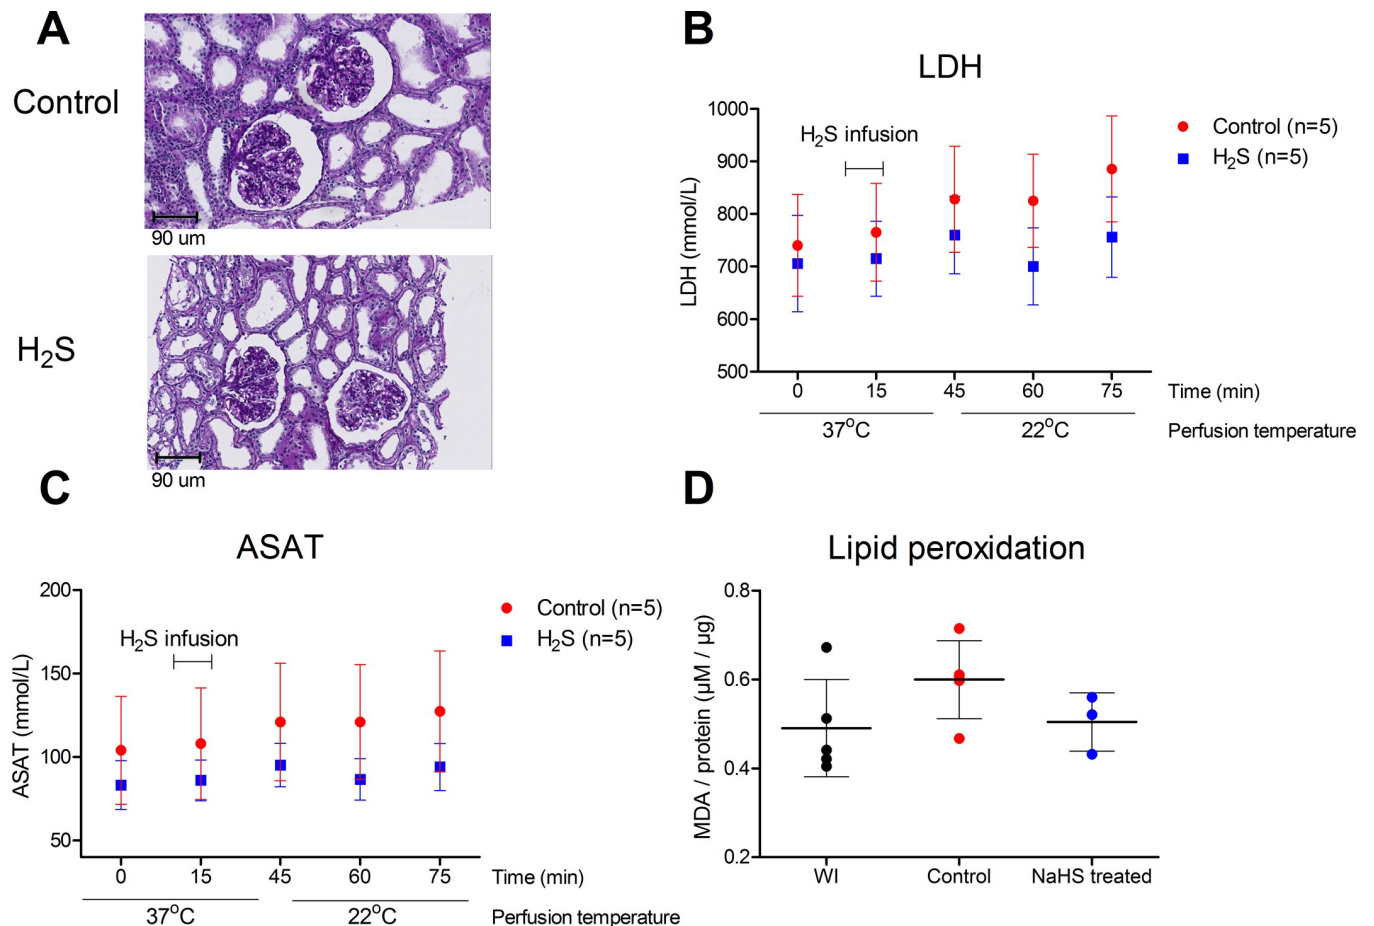 A
Control
90 um
H₂S
90 um
B
LDH
H₂S infusion
Control (n=5)
H₂S (n=5)
LDH (mmol/L)
1000
900
800
700
600
500
0 15 45 60 75 Time (min)
37°C 22°C Perfusion temperature
C
ASAT
H₂S infusion
Control (n=5)
H₂S (n=5)
ASAT (mmol/L)
200
150
100
50
0 15 45 60 75 Time (min)
37°C 22°C Perfusion temperature
D
Lipid peroxidation
MDA / protein (µM / µg)
0.8
0.6
0.4
0.2
WI Control NaHS treated